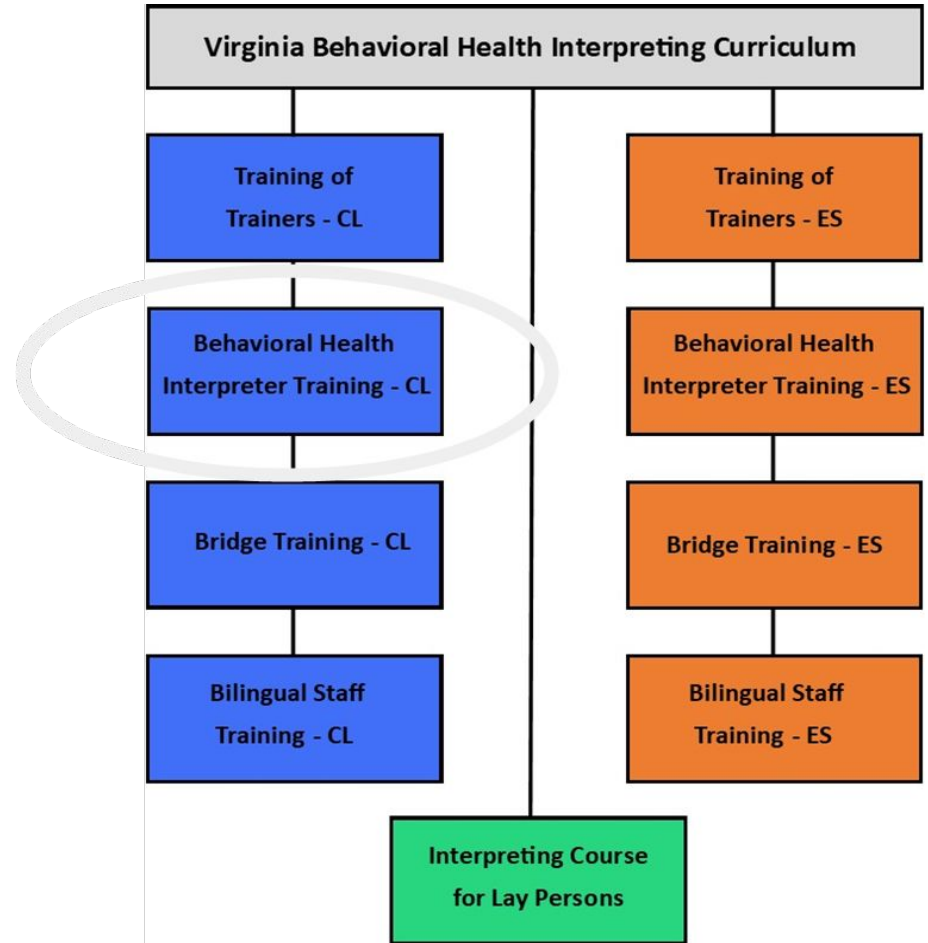 Virginia Behavioral Health Interpreting Curriculum
Training of
Trainers - CL
Behavioral Health
Interpreter Training - CL
Bridge Training - CL
Bilingual Staff
Training - CL
Training of
Trainers - ES
Behavioral Health
Interpreter Training - ES
Bridge Training - ES
Bilingual Staff
Training - ES
Interpreting Course
for Lay Persons